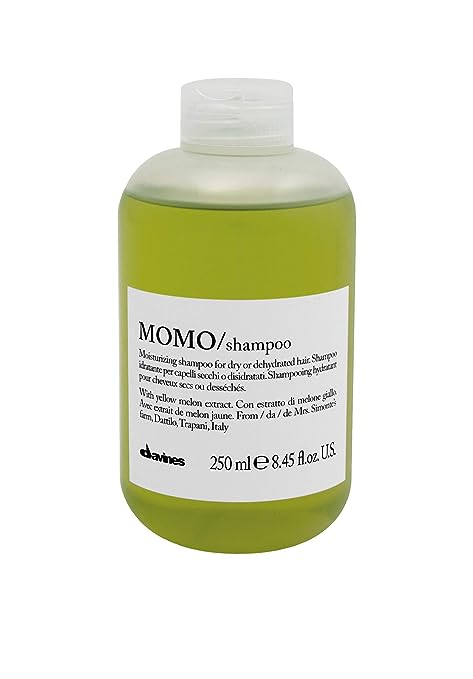 MOMO/shampoo
Moisturizing shampoo for dry or dehydrated hair. Shampoo
idratante per capelli secchi o disidratati. Shampooing hydratant
pour cheveux secs ou desséchés.
With yellow melon extract. Con estratto di melone giallo.
Avec extrait de melon jaune. From / da / de Mrs. Simontes
farm, Dattilo, Trapani, Italy
davines
250 ml ℮ 8.45 fl.oz. U.S.